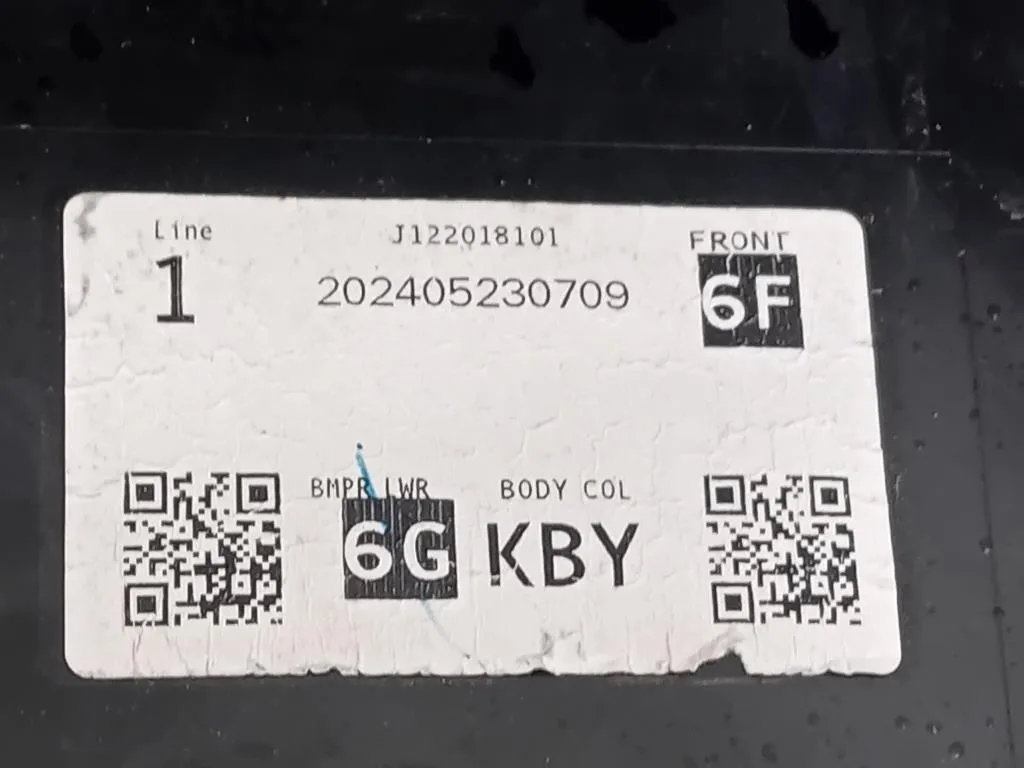 Line
J122018101
FRONT
1
202405230709
6F
BMPR LWR
BODY COL
6G
KBY